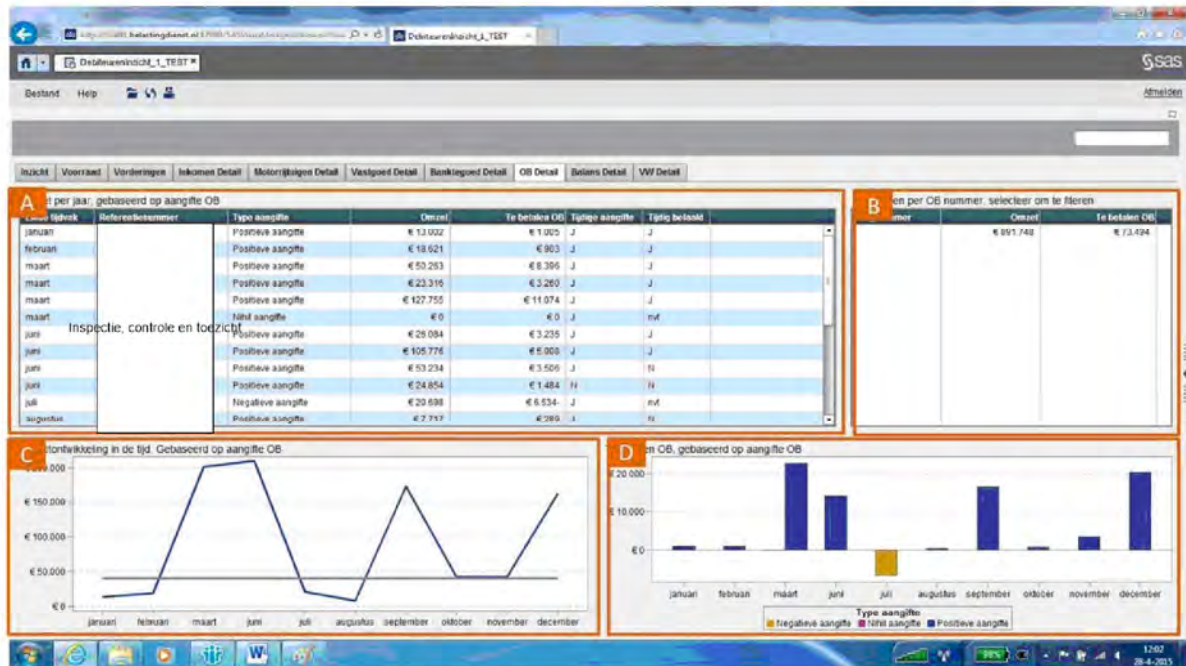 belastingdienst.nl
Debiteureninzicht_1_TEST
Debiteureninzicht_1_TEST
sas
Bestand Help
Afmelden
Inzicht Voorraad Vorderingen Inkomen Detail Motorrijtuigen Detail Vastgoed Detail Banktegoed Detail OB Detail Balans Detail VW Detail
A per jaar, gebaseerd op aangifte OB
tijdvak Referentienummer Type aangifte Omzet Te betalen OB Tijdige aangifte Tijdig betaald
januari Positieve aangifte € 13.002 € 1.005 J J
februari Positieve aangifte € 18.621 € 903 J J
maart Positieve aangifte € 50.263 € 8.396 J J
maart Positieve aangifte € 23.316 € 3.260 J J
maart Positieve aangifte € 127.755 € 11.074 J J
maart Nihil aangifte € 0 € 0 J nvt
Inspectie, controle en toezicht
juni Positieve aangifte € 26.084 € 3.235 J J
juni Positieve aangifte € 105.776 € 5.008 J J
juni Positieve aangifte € 53.234 € 3.506 J N
juni Positieve aangifte € 24.854 € 1.484 N N
juli Negatieve aangifte € 20.698 € 6.534- J nvt
augustus Positieve aangifte € 7.717 € 289 J N
B en per OB nummer, selecteer om te filteren
Omzet Te betalen OB
€ 891.748 € 73.494
C ontwikkeling in de tijd. Gebaseerd op aangifte OB
€ 150.000
€ 100.000
€ 50.000
€ 0
januari februari maart juni juli augustus september oktober november december
D en OB, gebaseerd op aangifte OB
€ 20.000
€ 10.000
€ 0
januari februari maart juni juli augustus september oktober november december
Type aangifte
Negatieve aangifte Nihil aangifte Positieve aangifte
98%
12:02
28-4-2015